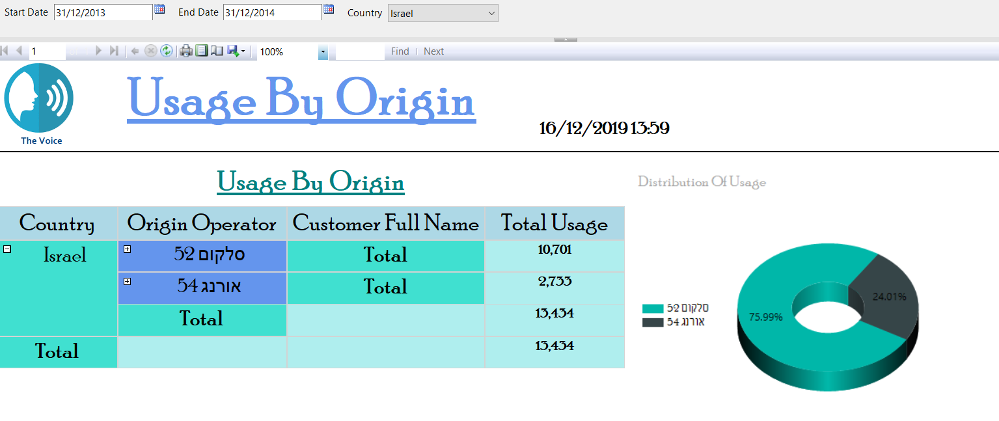 Start Date 31/12/2013 End Date 31/12/2014 Country Israel
1 100% Find Next
The Voice
Usage By Origin
16/12/2019 13:59
Usage By Origin
Distribution Of Usage
Country Origin Operator Customer Full Name Total Usage
Israel סלקום 52 Total 10,701
אורנג 54 Total 2,733
Total 13,434
Total 13,434
סלקום 52
אורנג 54
75.99%
24.01%